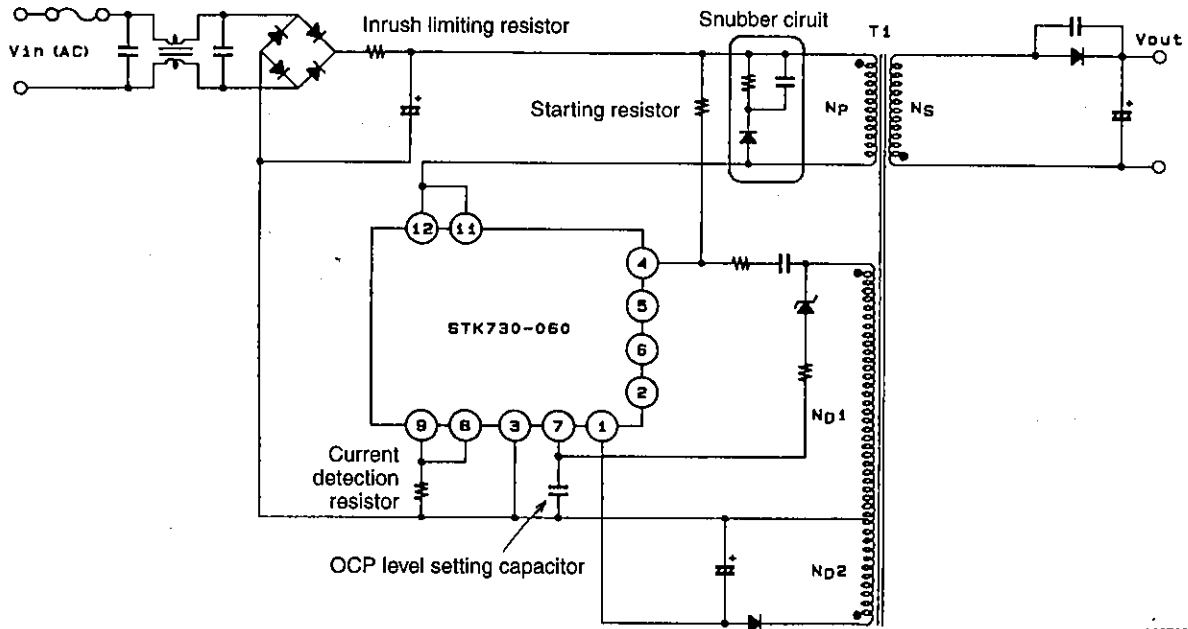 Inrush limiting resistor
Snubber ciruit
T1
Vin (AC)
Vout
Starting resistor
NP
NS
12
11
4
5
STK730-060
6
2
ND1
9
8
3
7
1
Current
detection
resistor
OCP level setting capacitor
ND2